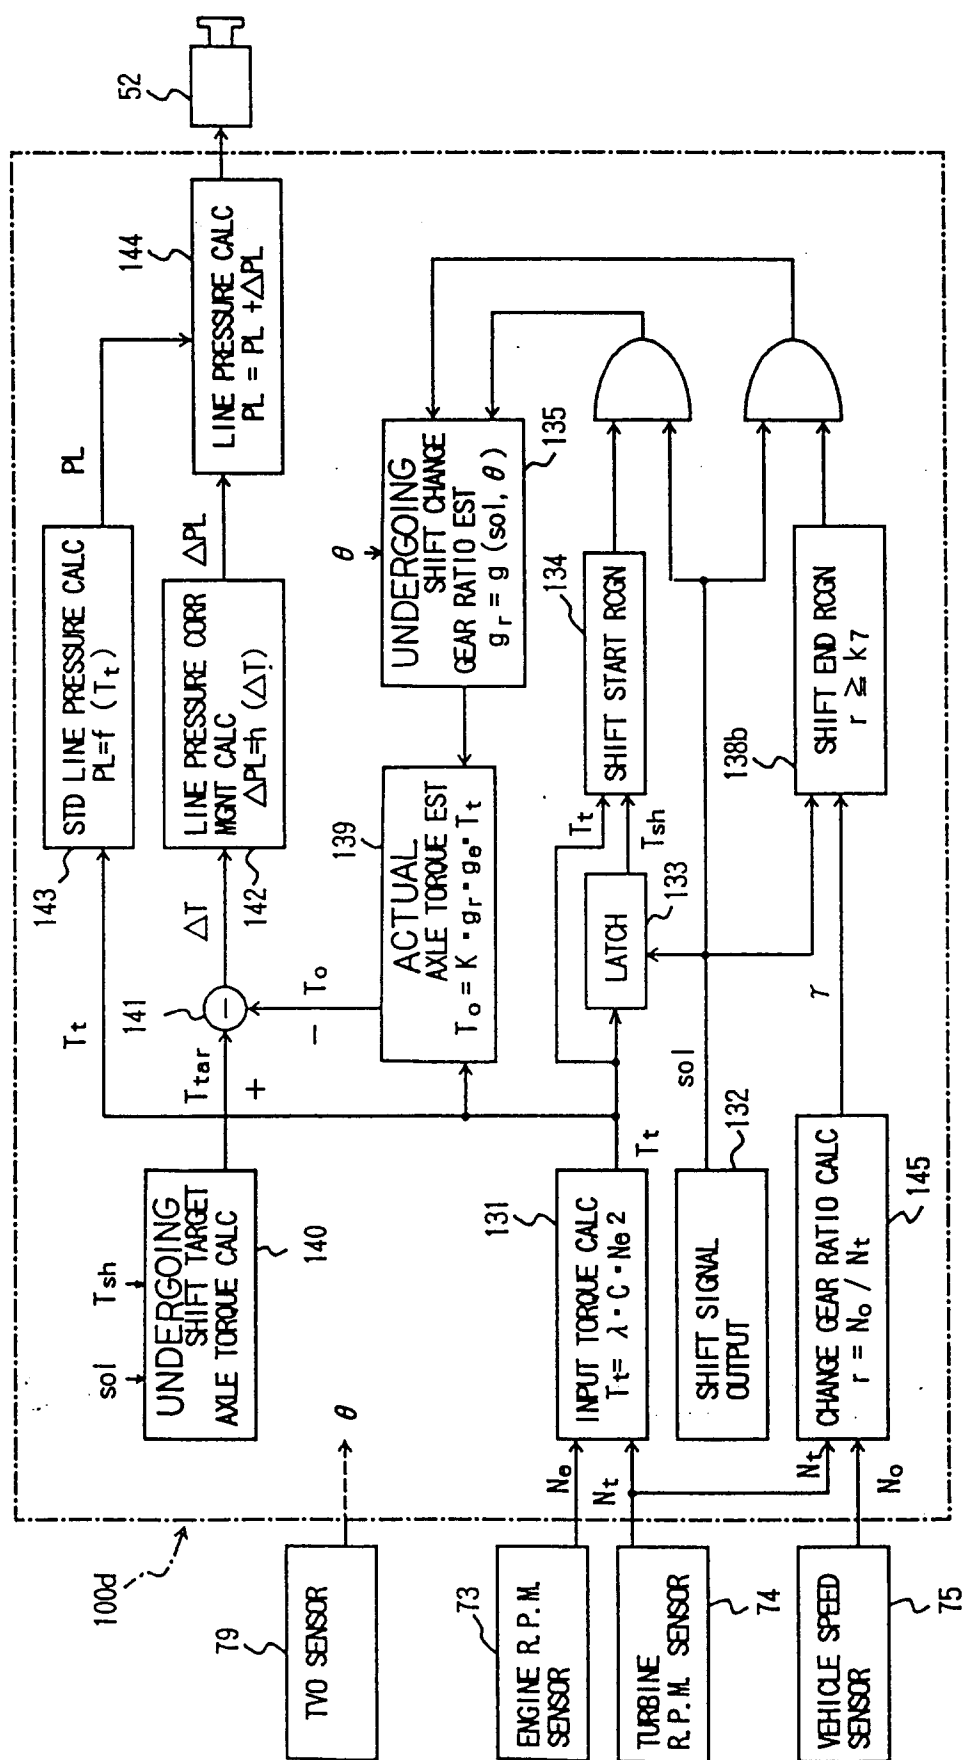 100d
79
TVO SENSOR
θ
73
ENGINE R.P.M.
SENSOR
TURBINE
R.P.M. SENSOR
74
VEHICLE SPEED
SENSOR
75
Ne
Nt
Nt
No
sol
Tsh
UNDERGOING
SHIFT TARGET
AXLE TORQUE CALC
140
131
INPUT TORQUE CALC
Tt= λ・C・Ne2
SHIFT SIGNAL
OUTPUT
132
CHANGE GEAR RATIO CALC
r = No / Nt
145
Tt
Ttar
+
141
−
−
To
ΔT
Tt
sol
γ
143
STD LINE PRESSURE CALC
PL=f (Tt)
LINE PRESSURE CORR
MGNT CALC
ΔPL=h (ΔT)
142
139
ACTUAL
AXLE TORQUE EST
To = K・gr・ge・Tt
LATCH
133
Tt
Tsh
134
SHIFT START RCGN
138b
SHIFT END RCGN
r ≧ k7
θ
UNDERGOING
SHIFT CHANGE
GEAR RATIO EST
gr = g (sol, θ)
135
PL
ΔPL
144
LINE PRESSURE CALC
PL = PL +ΔPL
52